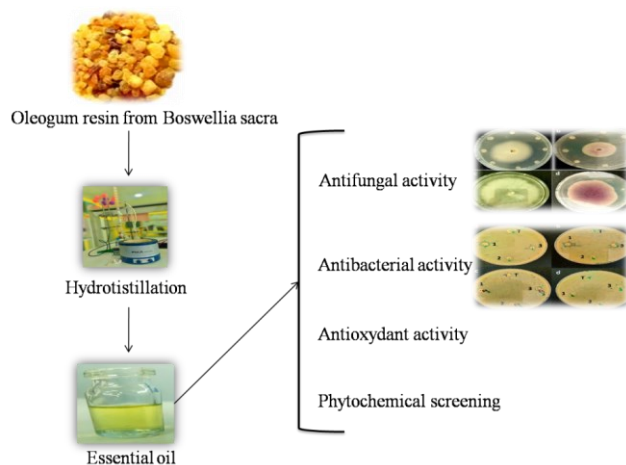 Oleogum resin from Boswellia sacra
Hydrotistillation
Essential oil
Antifungal activity
Antibacterial activity
Antioxydant activity
Phytochemical screening